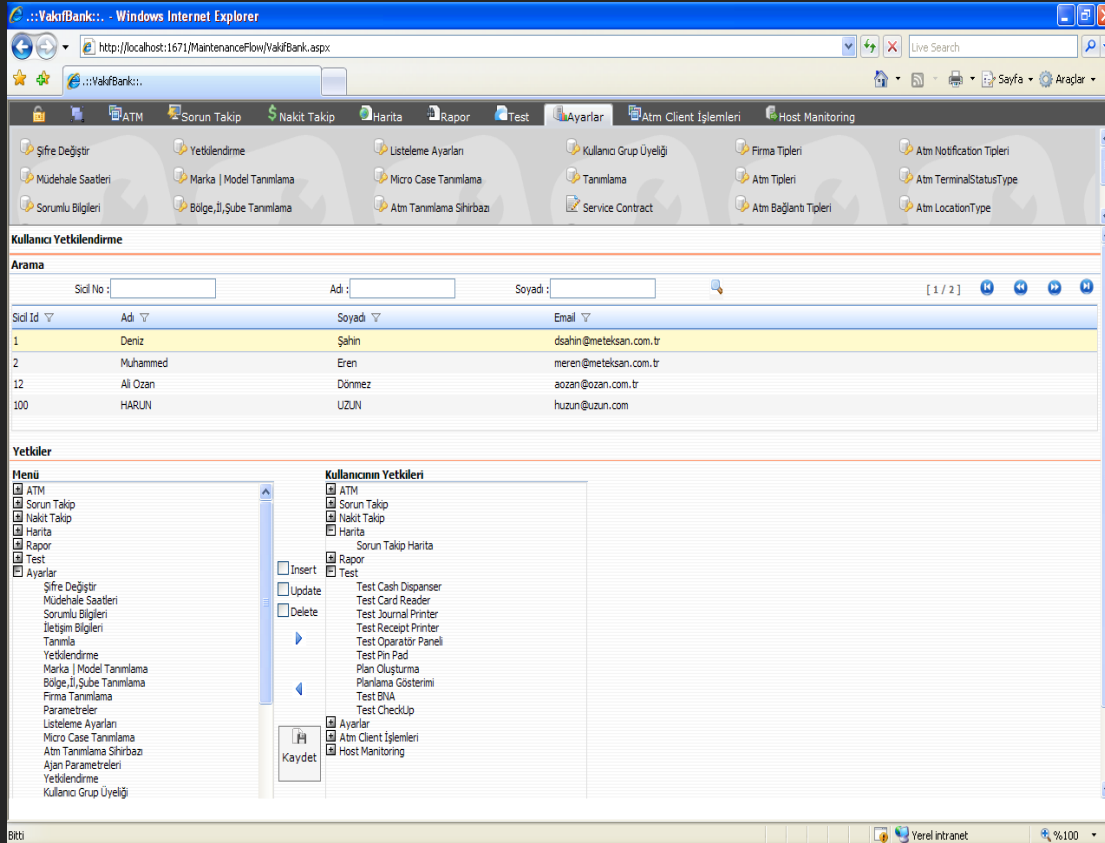 .::VakıfBank::. - Windows Internet Explorer
http://localhost:1671/MaintenanceFlow/VakifBank.aspx
Live Search
.::VakıfBank::.
Sayfa
Araçlar
ATM Sorun Takip Nakit Takip Harita Rapor Test Ayarlar Atm Client İşlemleri Host Manitoring
Şifre Değiştir Yetkilendirme Listeleme Ayarları Kullanıcı Grup Üyeliği Firma Tipleri Atm Notification Tipleri
Müdehale Saatleri Marka | Model Tanımlama Micro Case Tanımlama Tanımlama Atm Tipleri Atm TerminalStatusType
Sorumlu Bilgileri Bölge,İl,Şube Tanımlama Atm Tanımlama Sihirbazı Service Contract Atm Bağlantı Tipleri Atm LocationType
Kullanıcı Yetkilendirme
Arama
Sicil No : Adı : Soyadı : [ 1 / 2 ]
Sicil Id Adı Soyadı Email
1 Deniz Şahin dsahin@meteksan.com.tr
2 Muhammed Eren meren@meteksan.com.tr
12 Ali Ozan Dönmez aozan@ozan.com.tr
100 HARUN UZUN huzun@uzun.com
Yetkiler
Menü
ATM
Sorun Takip
Nakit Takip
Harita
Rapor
Test
Ayarlar
Şifre Değiştir
Müdehale Saatleri
Sorumlu Bilgileri
İletişim Bilgileri
Tanımla
Yetkilendirme
Marka | Model Tanımlama
Bölge,İl,Şube Tanımlama
Firma Tanımlama
Parametreler
Listeleme Ayarları
Micro Case Tanımlama
Atm Tanımlama Sihirbazı
Ajan Parametreleri
Yetkilendirme
Kullanıcı Grup Üyeliği
Insert
Update
Delete
Kaydet
Kullanıcının Yetkileri
ATM
Sorun Takip
Nakit Takip
Harita
Sorun Takip Harita
Rapor
Test
Test Cash Dispanser
Test Card Reader
Test Journal Printer
Test Receipt Printer
Test Oparatör Paneli
Test Pin Pad
Plan Oluşturma
Planlama Gösterimi
Test BNA
Test CheckUp
Ayarlar
Atm Client İşlemleri
Host Manitoring
Bitti
Yerel intranet
%100